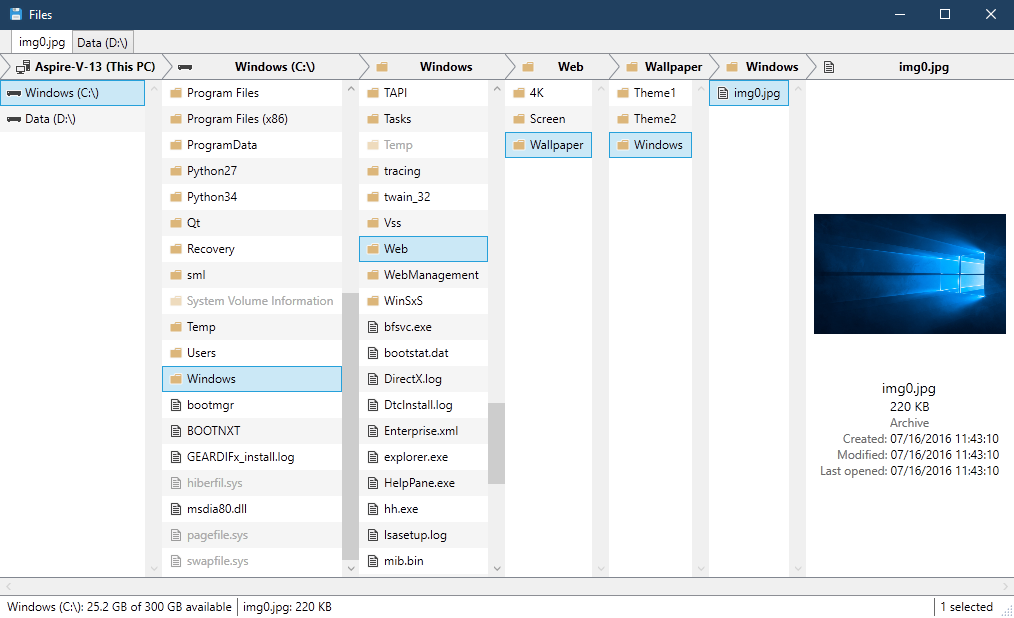 Files
img0.jpg
Data (D:\)
Aspire-V-13 (This PC)
Windows (C:\)
Windows
Web
Wallpaper
Windows
img0.jpg
Windows (C:\)
Data (D:\)
Program Files
Program Files (x86)
ProgramData
Python27
Python34
Qt
Recovery
sml
System Volume Information
Temp
Users
Windows
bootmgr
BOOTNXT
GEARDIFx_install.log
hiberfil.sys
msdia80.dll
pagefile.sys
swapfile.sys
TAPI
Tasks
Temp
tracing
twain_32
Vss
Web
WebManagement
WinSxS
bfsvc.exe
bootstat.dat
DirectX.log
DtcInstall.log
Enterprise.xml
explorer.exe
HelpPane.exe
hh.exe
lsasetup.log
mib.bin
4K
Screen
Wallpaper
Theme1
Theme2
Windows
img0.jpg
img0.jpg
220 KB
Archive
Created: 07/16/2016 11:43:10
Modified: 07/16/2016 11:43:10
Last opened: 07/16/2016 11:43:10
Windows (C:\): 25.2 GB of 300 GB available
img0.jpg: 220 KB
1 selected